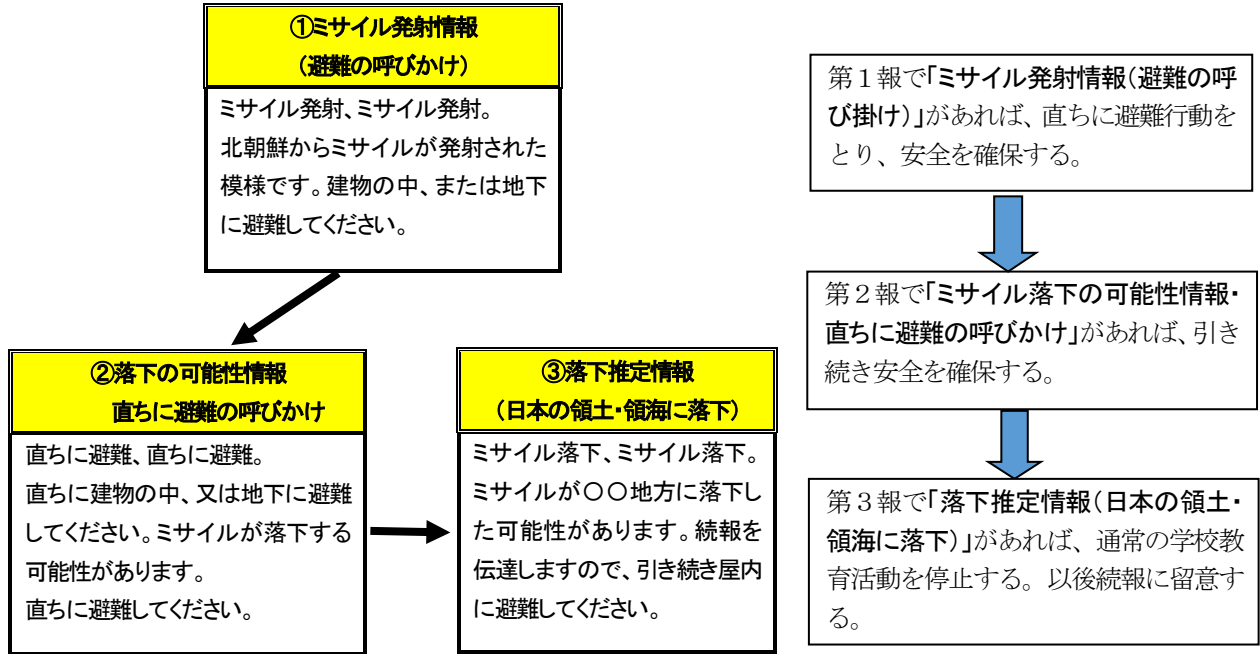 ①ミサイル発射情報
(避難の呼びかけ)
ミサイル発射、ミサイル発射。
北朝鮮からミサイルが発射された
模様です。建物の中、または地下
に避難してください。
②落下の可能性情報
直ちに避難の呼びかけ
直ちに避難、直ちに避難。
直ちに建物の中、又は地下に避難
してください。ミサイルが落下する
可能性があります。
直ちに避難してください。
③落下推定情報
(日本の領土・領海に落下)
ミサイル落下、ミサイル落下。
ミサイルが〇〇地方に落下し
た可能性があります。続報を
伝達しますので、引き続き屋内
に避難してください。
第1報で「ミサイル発射情報(避難の呼
び掛け)」があれば、直ちに避難行動を
とり、安全を確保する。
第2報で「ミサイル落下の可能性情報・
直ちに避難の呼びかけ」があれば、引き
続き安全を確保する。
第3報で「落下推定情報(日本の領土・
領海に落下)」があれば、通常の学校教
育活動を停止する。以後続報に留意す
る。